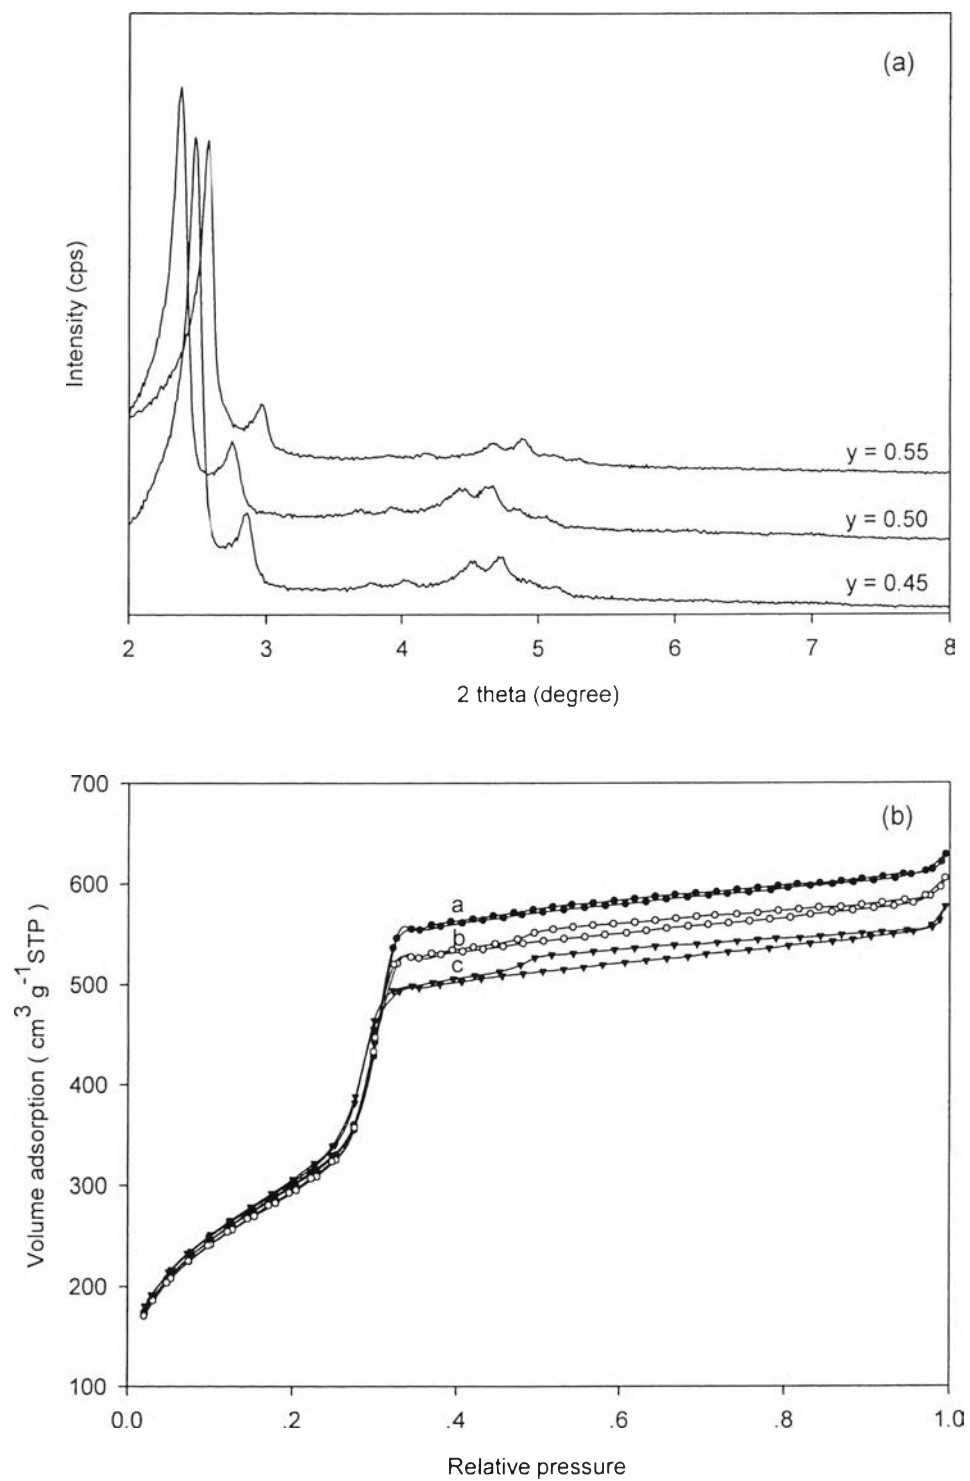 (a)
Intensity (cps)
y = 0.55
y = 0.50
y = 0.45
2 3 4 5 6 7 8
2 theta (degree)
700
(b)
600
a
b
c
500
400
300
200
100
Volume adsorption ( cm³ g⁻¹STP )
0.0 .2 .4 .6 .8 1.0
Relative pressure